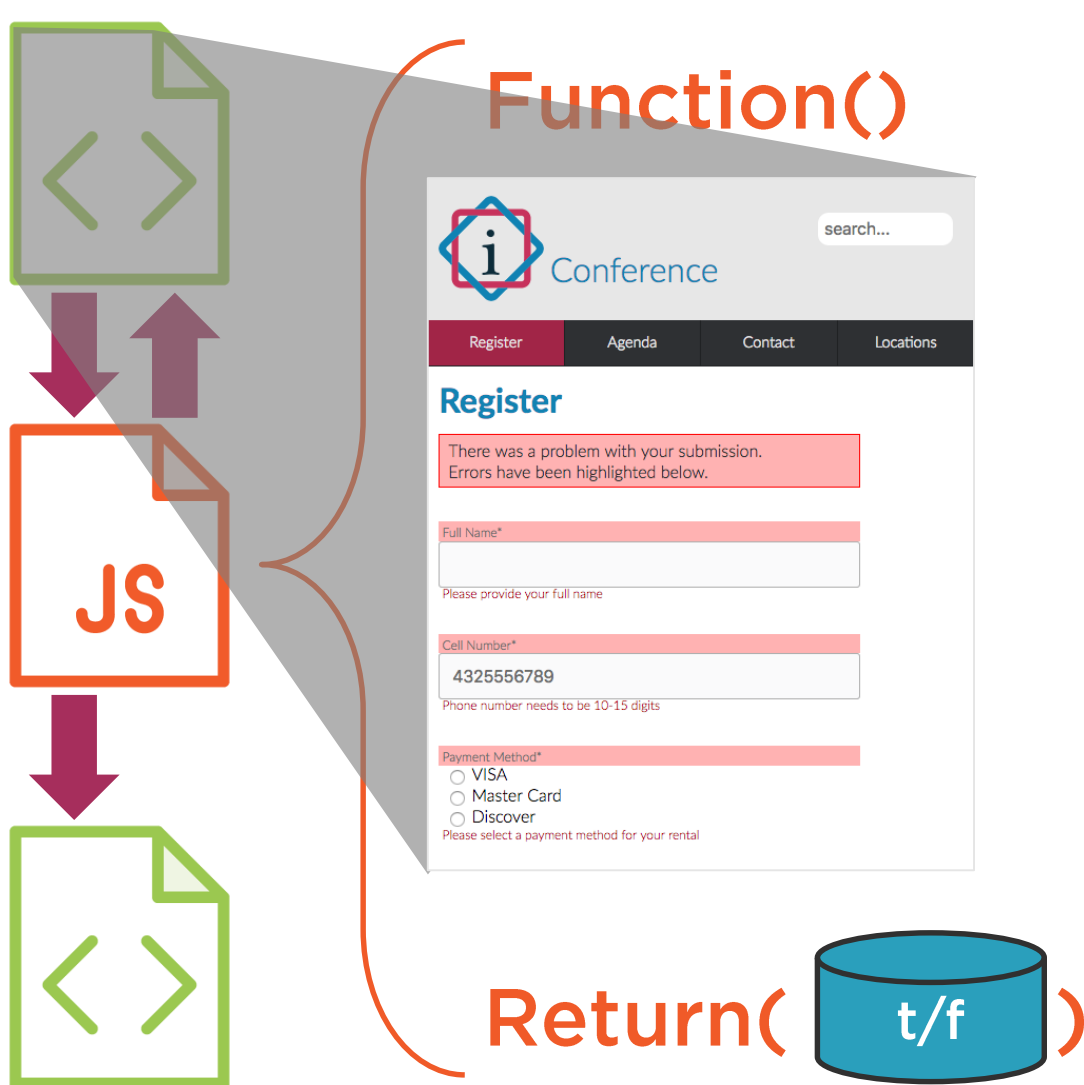 Function()
i
Conference
search...
Register Agenda Contact Locations
Register
There was a problem with your submission.
Errors have been highlighted below.
Full Name*
Please provide your full name
Cell Number*
4325556789
Phone number needs to be 10-15 digits
Payment Method*
VISA
Master Card
Discover
Please select a payment method for your rental
< >
JS
< >
Return( t/f )